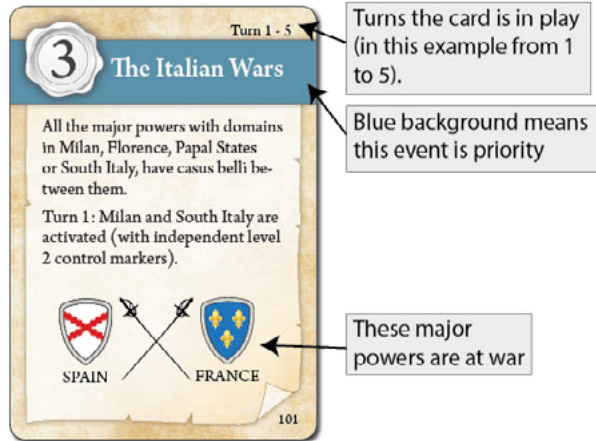 Turn 1 - 5
3
The Italian Wars
All the major powers with domains
in Milan, Florence, Papal States
or South Italy, have casus belli be-
tween them.
Turn 1: Milan and South Italy are
activated (with independent level
2 control markers).
SPAIN
FRANCE
101
Turns the card is in play
(in this example from 1
to 5).
Blue background means
this event is priority
These major
powers are at war